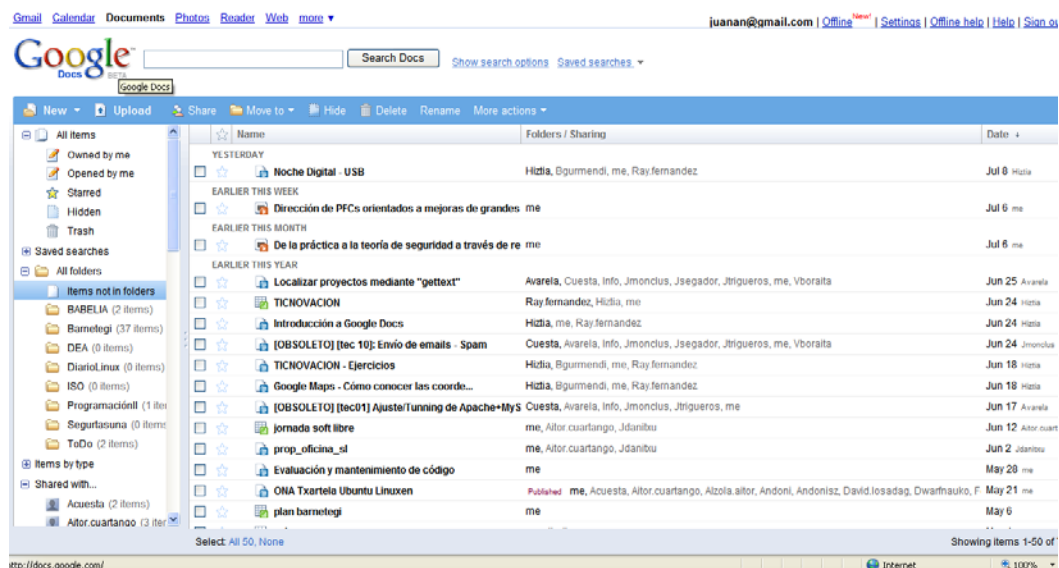 Gmail Calendar Documents Photos Reader Web more ▼
juanan@gmail.com | Offline New! | Settings | Offline help | Help | Sign ou
Google Docs BETA
Search Docs Show search options Saved searches
Google Docs
New Upload Share Move to Hide Delete Rename More actions
All items
Owned by me
Opened by me
Starred
Hidden
Trash
Saved searches
All folders
Items not in folders
BABELIA (2 items)
Barnetegi (37 items)
DEA (0 items)
DiarioLinux (0 items)
ISO (0 items)
ProgramaciónII (1 iter
Segurtasuna (0 items
ToDo (2 items)
Items by type
Shared with...
Acuesta (2 items)
Aitor.cuartango (3 iter
Name Folders / Sharing Date ↓
YESTERDAY
Noche Digital - USB Hiztia, Bgurmendi, me, Ray.fernandez Jul 8 Hiztia
EARLIER THIS WEEK
Dirección de PFCs orientados a mejoras de grandes me Jul 6 me
EARLIER THIS MONTH
De la práctica a la teoría de seguridad a través de re me Jul 6 me
EARLIER THIS YEAR
Localizar proyectos mediante "gettext" Avarela, Cuesta, Info, Jmonclus, Jsegador, Jtrigueros, me, Vboraita Jun 25 Avarela
TICNOVACION Ray.fernandez, Hiztia, me Jun 24 Hiztia
Introducción a Google Docs Hiztia, me, Ray.fernandez Jun 24 Hiztia
[OBSOLETO] [tec 10]: Envío de emails - Spam Cuesta, Avarela, Info, Jmonclus, Jsegador, Jtrigueros, me, Vboraita Jun 24 Jmonclus
TICNOVACION - Ejercicios Hiztia, Bgurmendi, me, Ray.fernandez Jun 18 Hiztia
Google Maps - Cómo conocer las coorde... Hiztia, Bgurmendi, me, Ray.fernandez Jun 18 Hiztia
[OBSOLETO] [tec01] Ajuste/Tunning de Apache+MyS Cuesta, Avarela, Info, Jmonclus, Jtrigueros, me Jun 17 Avarela
jornada soft libre me, Aitor.cuartango, Jdanitxu Jun 12 Aitor.cuart
prop_oficina_sl me, Aitor.cuartango, Jdanitxu Jun 2 Jdanitxu
Evaluación y mantenimiento de código me May 28 me
ONA Txartela Ubuntu Linuxen Published me, Acuesta, Aitor.cuartango, Alzola.aitor, Andoni, Andonisz, David.losadag, Dwarfnauko, F May 21 me
plan barnetegi me May 6
Select: All 50, None Showing items 1-50 of
http://docs.google.com/ Internet 100%